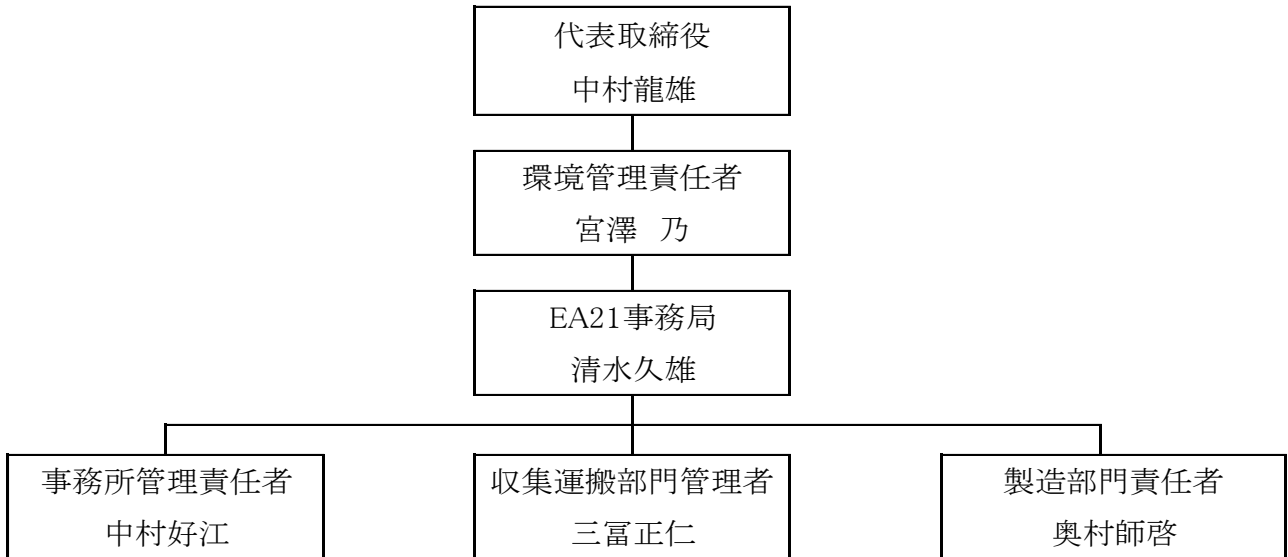 代表取締役
中村龍雄
環境管理責任者
宮澤　乃
EA21事務局
清水久雄
事務所管理責任者
中村好江
収集運搬部門管理者
三冨正仁
製造部門責任者
奥村師啓